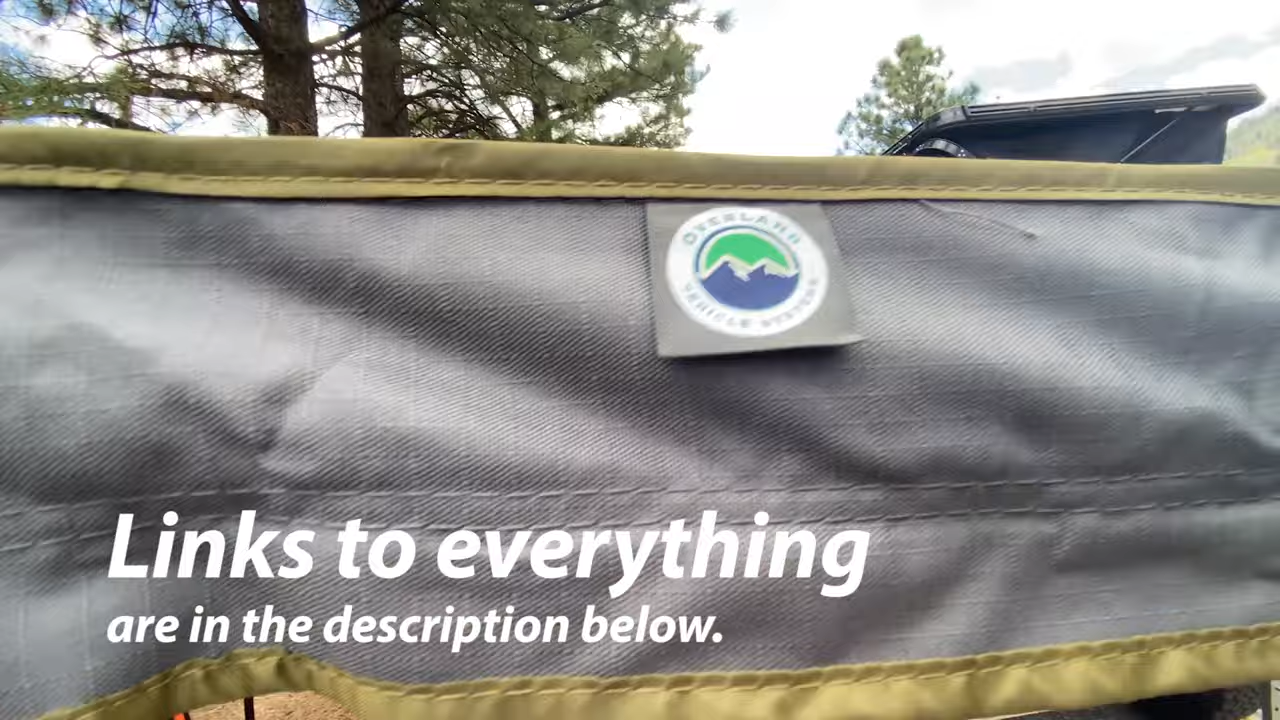 OVERLAND
VEHICLE SYSTEMS
Links to everything
are in the description below.